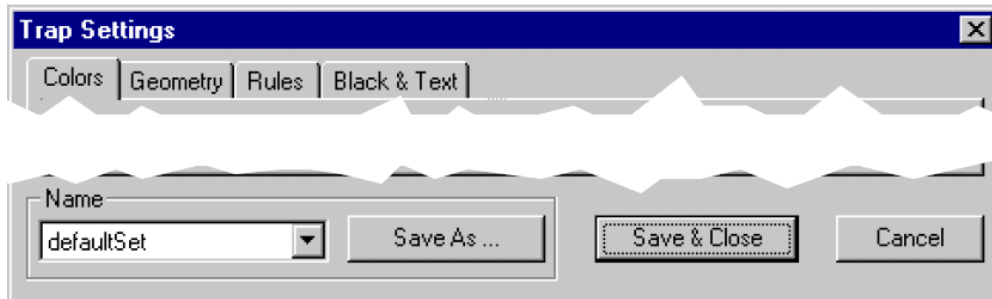 Trap Settings
Colors Geometry Rules Black & Text
Name
defaultSet Save As ... Save & Close Cancel